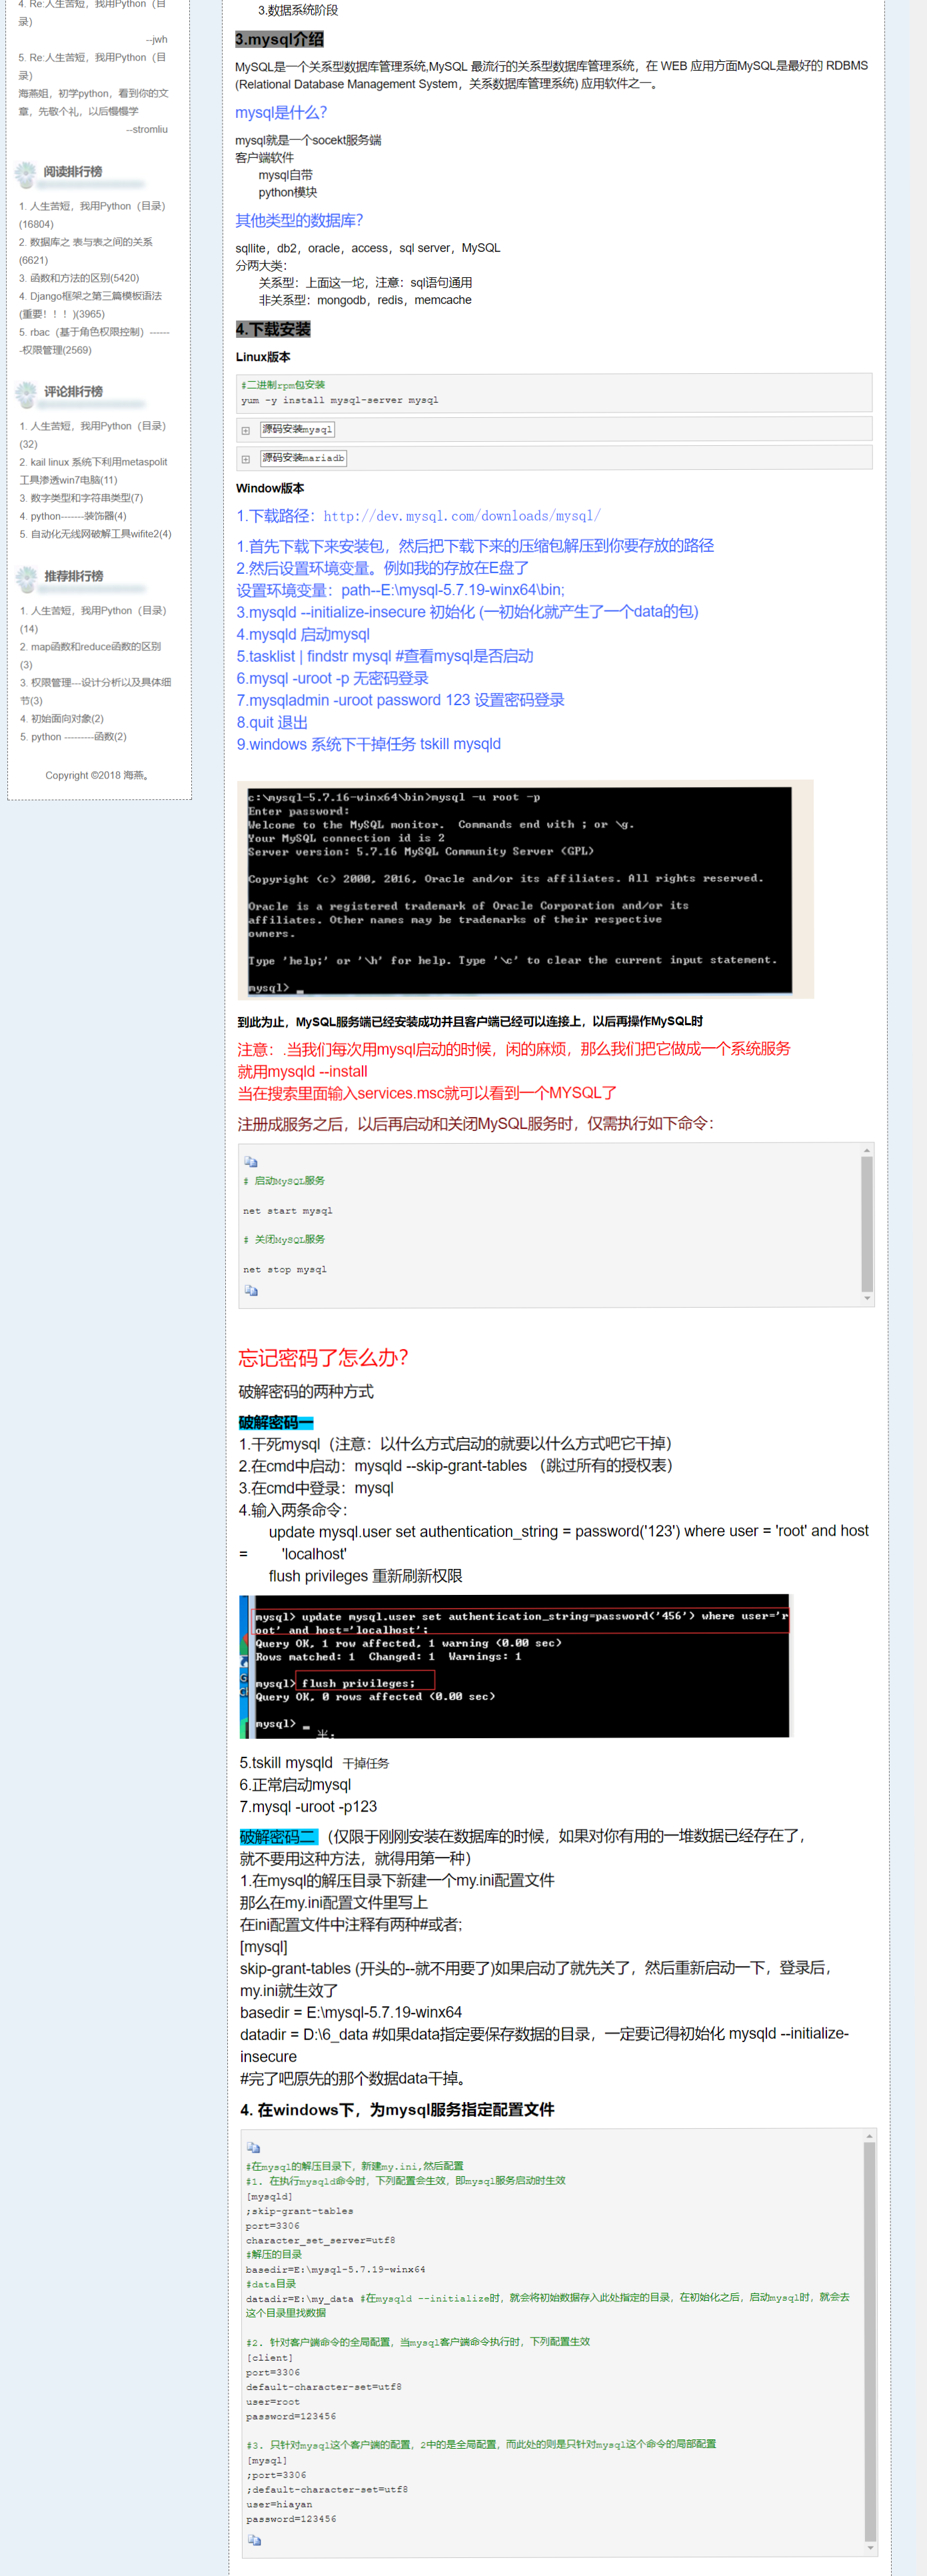 4. Re:人生苦短，我用Python（目
录）
--jwh
5. Re:人生苦短，我用Python（目
录）
海燕姐，初学python，看到你的文
章，先敬个礼，以后慢慢学
--stromliu
阅读排行榜
1. 人生苦短，我用Python（目录）
(16804)
2. 数据库之 表与表之间的关系
(6621)
3. 函数和方法的区别(5420)
4. Django框架之第三篇模板语法
(重要！！！)(3965)
5. rbac（基于角色权限控制）------
-权限管理(2569)
评论排行榜
1. 人生苦短，我用Python（目录）
(32)
2. kail linux 系统下利用metaspolit
工具渗透win7电脑(11)
3. 数字类型和字符串类型(7)
4. python-------装饰器(4)
5. 自动化无线网破解工具wifite2(4)
推荐排行榜
1. 人生苦短，我用Python（目录）
(14)
2. map函数和reduce函数的区别
(3)
3. 权限管理---设计分析以及具体细
节(3)
4. 初始面向对象(2)
5. python ---------函数(2)
Copyright ©2018 海燕。
3.数据系统阶段
3.mysql介绍
MySQL是一个关系型数据库管理系统,MySQL 最流行的关系型数据库管理系统，在 WEB 应用方面MySQL是最好的 RDBMS
(Relational Database Management System，关系数据库管理系统) 应用软件之一。
mysql是什么？
mysql就是一个socekt服务端
客户端软件
mysql自带
python模块
其他类型的数据库？
sqllite，db2，oracle，access，sql server，MySQL
分两大类：
关系型：上面这一坨，注意：sql语句通用
非关系型：mongodb，redis，memcache
4.下载安装
Linux版本
#二进制rpm包安装
yum -y install mysql-server mysql
源码安装mysql
源码安装mariadb
Window版本
1.下载路径：http://dev.mysql.com/downloads/mysql/
1.首先下载下来安装包，然后把下载下来的压缩包解压到你要存放的路径
2.然后设置环境变量。例如我的存放在E盘了
设置环境变量：path--E:\mysql-5.7.19-winx64\bin;
3.mysqld --initialize-insecure 初始化 (一初始化就产生了一个data的包)
4.mysqld 启动mysql
5.tasklist | findstr mysql #查看mysql是否启动
6.mysql -uroot -p 无密码登录
7.mysqladmin -uroot password 123 设置密码登录
8.quit 退出
9.windows 系统下干掉任务 tskill mysqld
c:\mysql-5.7.16-winx64\bin>mysql -u root -p
Enter password:
Welcome to the MySQL monitor.  Commands end with ; or \g.
Your MySQL connection id is 2
Server version: 5.7.16 MySQL Community Server (GPL)
Copyright (c) 2000, 2016, Oracle and/or its affiliates. All rights reserved.
Oracle is a registered trademark of Oracle Corporation and/or its
affiliates. Other names may be trademarks of their respective
owners.
Type 'help;' or '\h' for help. Type '\c' to clear the current input statement.
mysql> _
到此为止，MySQL服务端已经安装成功并且客户端已经可以连接上，以后再操作MySQL时
注意：.当我们每次用mysql启动的时候，闲的麻烦，那么我们把它做成一个系统服务
就用mysqld --install
当在搜索里面输入services.msc就可以看到一个MYSQL了
注册成服务之后，以后再启动和关闭MySQL服务时，仅需执行如下命令：
# 启动MySQL服务
net start mysql
# 关闭MySQL服务
net stop mysql
忘记密码了怎么办？
破解密码的两种方式
破解密码一
1.干死mysql（注意：以什么方式启动的就要以什么方式吧它干掉）
2.在cmd中启动：mysqld --skip-grant-tables （跳过所有的授权表）
3.在cmd中登录：mysql
4.输入两条命令：
update mysql.user set authentication_string = password('123') where user = 'root' and host
= 'localhost'
flush privileges 重新刷新权限
mysql> update mysql.user set authentication_string=password('456') where user='r
oot' and host='localhost';
Query OK, 1 row affected, 1 warning (0.00 sec)
Rows matched: 1  Changed: 1  Warnings: 1
mysql> flush privileges;
Query OK, 0 rows affected (0.00 sec)
mysql> _
半:
5.tskill mysqld 干掉任务
6.正常启动mysql
7.mysql -uroot -p123
破解密码二 （仅限于刚刚安装在数据库的时候，如果对你有用的一堆数据已经存在了，
就不要用这种方法，就得用第一种）
1.在mysql的解压目录下新建一个my.ini配置文件
那么在my.ini配置文件里写上
在ini配置文件中注释有两种#或者;
[mysql]
skip-grant-tables (开头的--就不用要了)如果启动了就先关了，然后重新启动一下，登录后，
my.ini就生效了
basedir = E:\mysql-5.7.19-winx64
datadir = D:\6_data #如果data指定要保存数据的目录，一定要记得初始化 mysqld --initialize-
insecure
#完了吧原先的那个数据data干掉。
4. 在windows下，为mysql服务指定配置文件
#在mysql的解压目录下，新建my.ini,然后配置
#1. 在执行mysqld命令时，下列配置会生效，即mysql服务启动时生效
[mysqld]
;skip-grant-tables
port=3306
character_set_server=utf8
#解压的目录
basedir=E:\mysql-5.7.19-winx64
#data目录
datadir=E:\my_data #在mysqld --initialize时，就会将初始数据存入此处指定的目录，在初始化之后，启动mysql时，就会去
这个目录里找数据
#2. 针对客户端命令的全局配置，当mysql客户端命令执行时，下列配置生效
[client]
port=3306
default-character-set=utf8
user=root
password=123456
#3. 只针对mysql这个客户端的配置，2中的是全局配置，而此处的则是只针对mysql这个命令的局部配置
[mysql]
;port=3306
;default-character-set=utf8
user=hiayan
password=123456